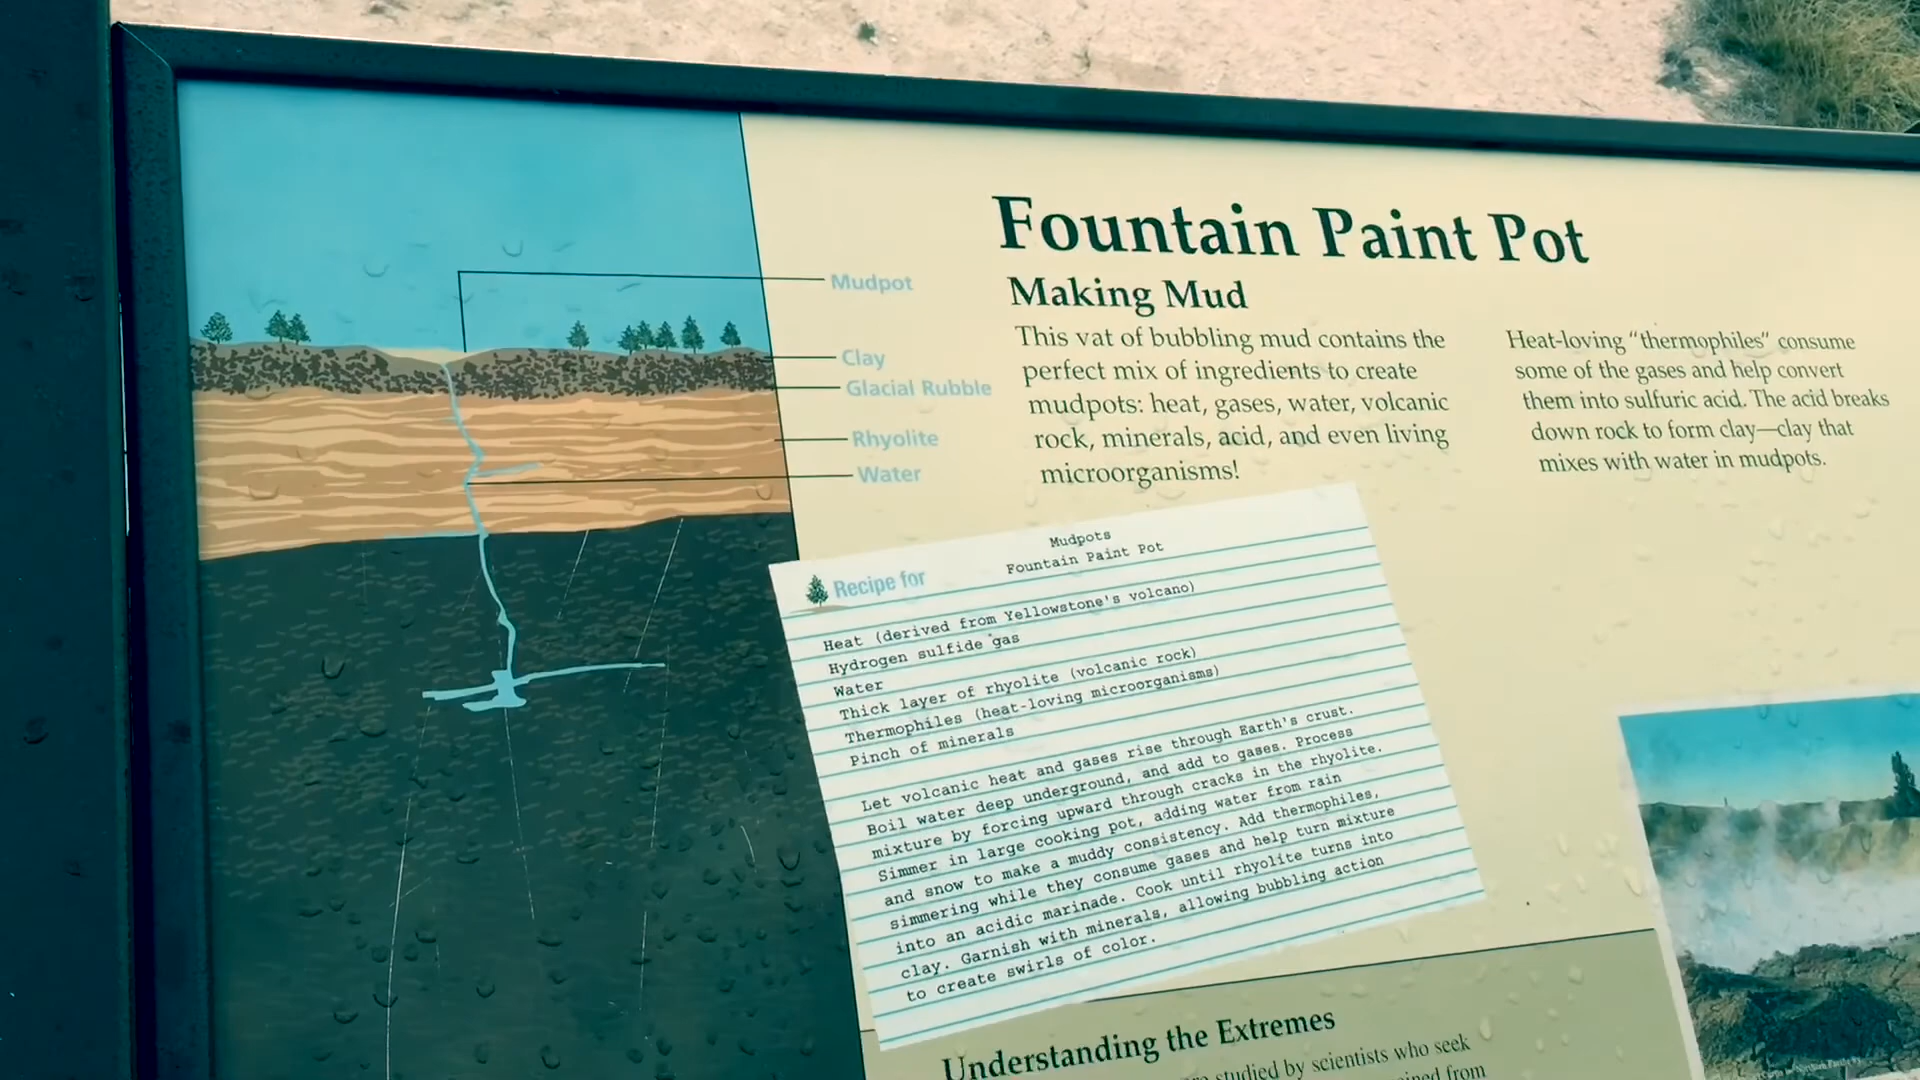 Fountain Paint Pot
Making Mud
This vat of bubbling mud contains the
perfect mix of ingredients to create
mudpots: heat, gases, water, volcanic
rock, minerals, acid, and even living
microorganisms!
Heat-loving “thermophiles” consume
some of the gases and help convert
them into sulfuric acid. The acid breaks
down rock to form clay—clay that
mixes with water in mudpots.
Mudpot
Clay
Glacial Rubble
Rhyolite
Water
Recipe for
Mudpots
Fountain Paint Pot
Heat (derived from Yellowstone's volcano)
Hydrogen sulfide gas
Water
Thick layer of rhyolite (volcanic rock)
Thermophiles (heat-loving microorganisms)
Pinch of minerals
Let volcanic heat and gases rise through Earth's crust.
Boil water deep underground, and add to gases. Process
mixture by forcing upward through cracks in the rhyolite.
Simmer in large cooking pot, adding water from rain
and snow to make a muddy consistency. Add thermophiles,
simmering while they consume gases and help turn mixture
into an acidic marinade. Cook until rhyolite turns into
clay. Garnish with minerals, allowing bubbling action
to create swirls of color.
Understanding the Extremes
studied by scientists who seek
from